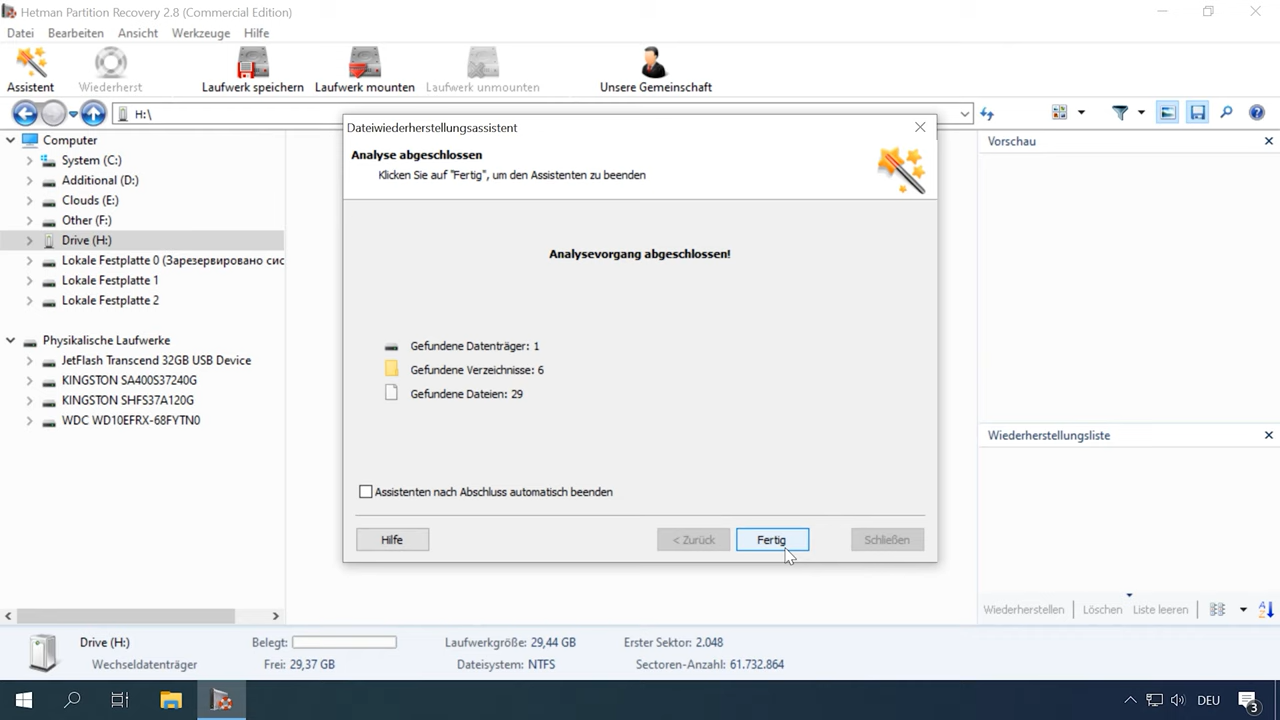 Hetman Partition Recovery 2.8 (Commercial Edition)
Datei Bearbeiten Ansicht Werkzeuge Hilfe
Assistent Wiederherst Laufwerk speichern Laufwerk mounten Laufwerk unmounten Unsere Gemeinschaft
H:\
Computer
System (C:)
Additional (D:)
Clouds (E:)
Other (F:)
Drive (H:)
Lokale Festplatte 0 (Зарезервировано сис
Lokale Festplatte 1
Lokale Festplatte 2
Physikalische Laufwerke
JetFlash Transcend 32GB USB Device
KINGSTON SA400S37240G
KINGSTON SHFS37A120G
WDC WD10EFRX-68FYTN0
Dateiwiederherstellungsassistent
Analyse abgeschlossen
Klicken Sie auf "Fertig", um den Assistenten zu beenden
Analysevorgang abgeschlossen!
Gefundene Datenträger: 1
Gefundene Verzeichnisse: 6
Gefundene Dateien: 29
Assistenten nach Abschluss automatisch beenden
Hilfe < Zurück Fertig Schließen
Vorschau
Wiederherstellungsliste
Wiederherstellen Löschen Liste leeren
Drive (H:) Belegt: Laufwerkgröße: 29,44 GB Erster Sektor: 2.048
Wechseldatenträger Frei: 29,37 GB Dateisystem: NTFS Sectoren-Anzahl: 61.732.864
DEU 3